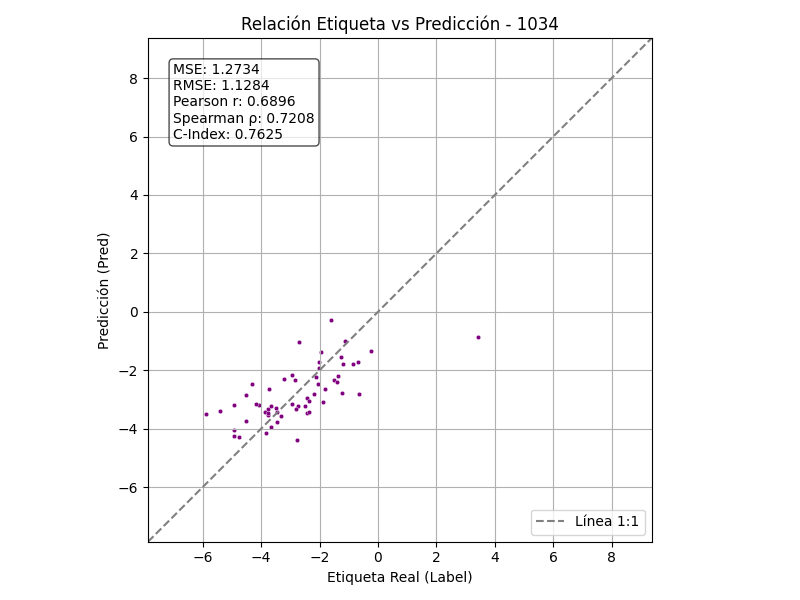 Relación Etiqueta vs Predicción - 1034
MSE: 1.2734
RMSE: 1.1284
Pearson r: 0.6896
Spearman ρ: 0.7208
C-Index: 0.7625
8
6
4
2
0
−2
−4
−6
Predicción (Pred)
Línea 1:1
−6 −4 −2 0 2 4 6 8
Etiqueta Real (Label)